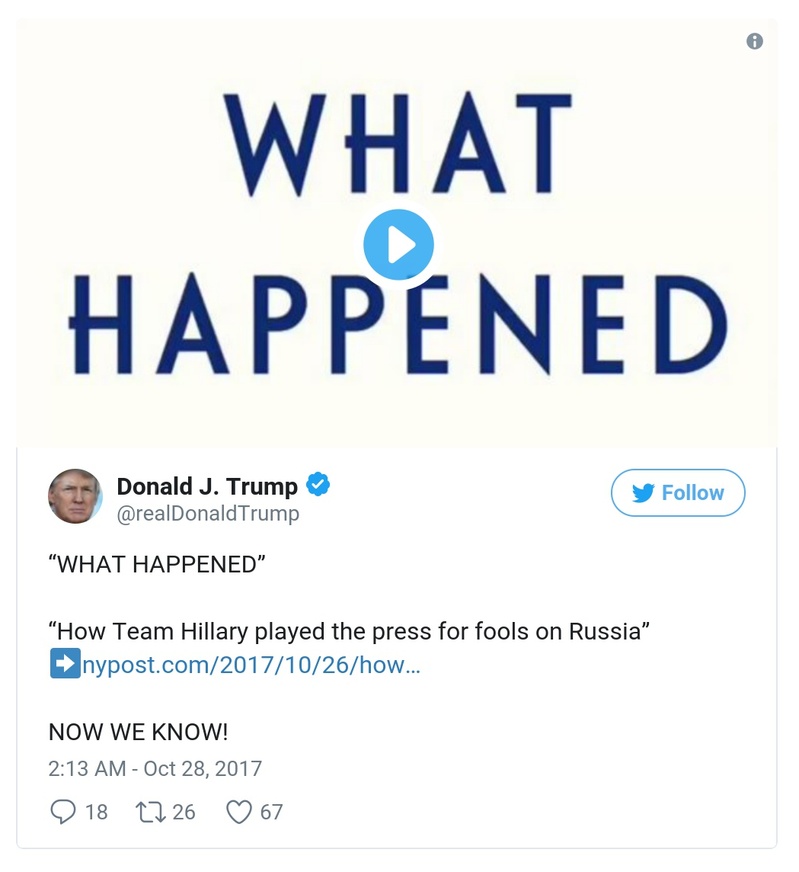 WHAT
HAPPENED
Donald J. Trump
@realDonaldTrump
Follow
“WHAT HAPPENED”
“How Team Hillary played the press for fools on Russia”
➡nypost.com/2017/10/26/how…
NOW WE KNOW!
2:13 AM - Oct 28, 2017
18 26 67